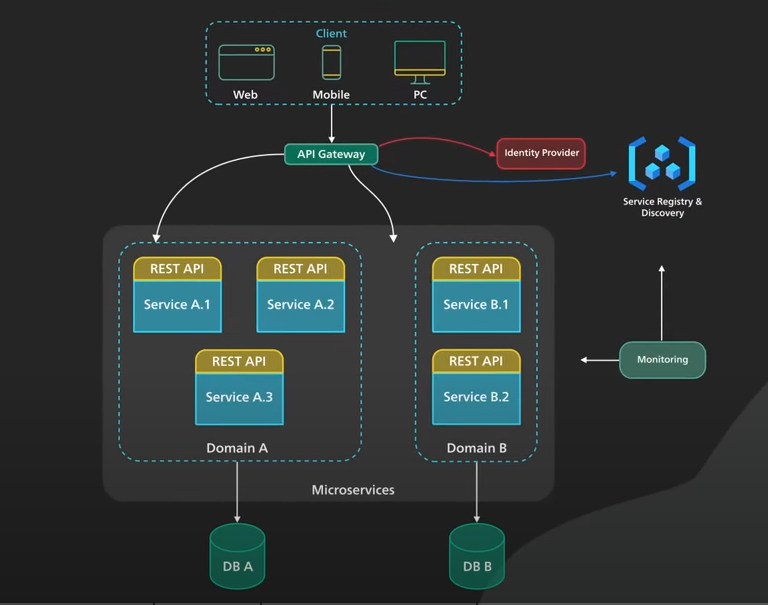 Client
Web
Mobile
PC
API Gateway
Identity Provider
Service Registry &
Discovery
REST API
Service A.1
REST API
Service A.2
REST API
Service B.1
REST API
Service A.3
REST API
Service B.2
Monitoring
Domain A
Domain B
Microservices
DB A
DB B